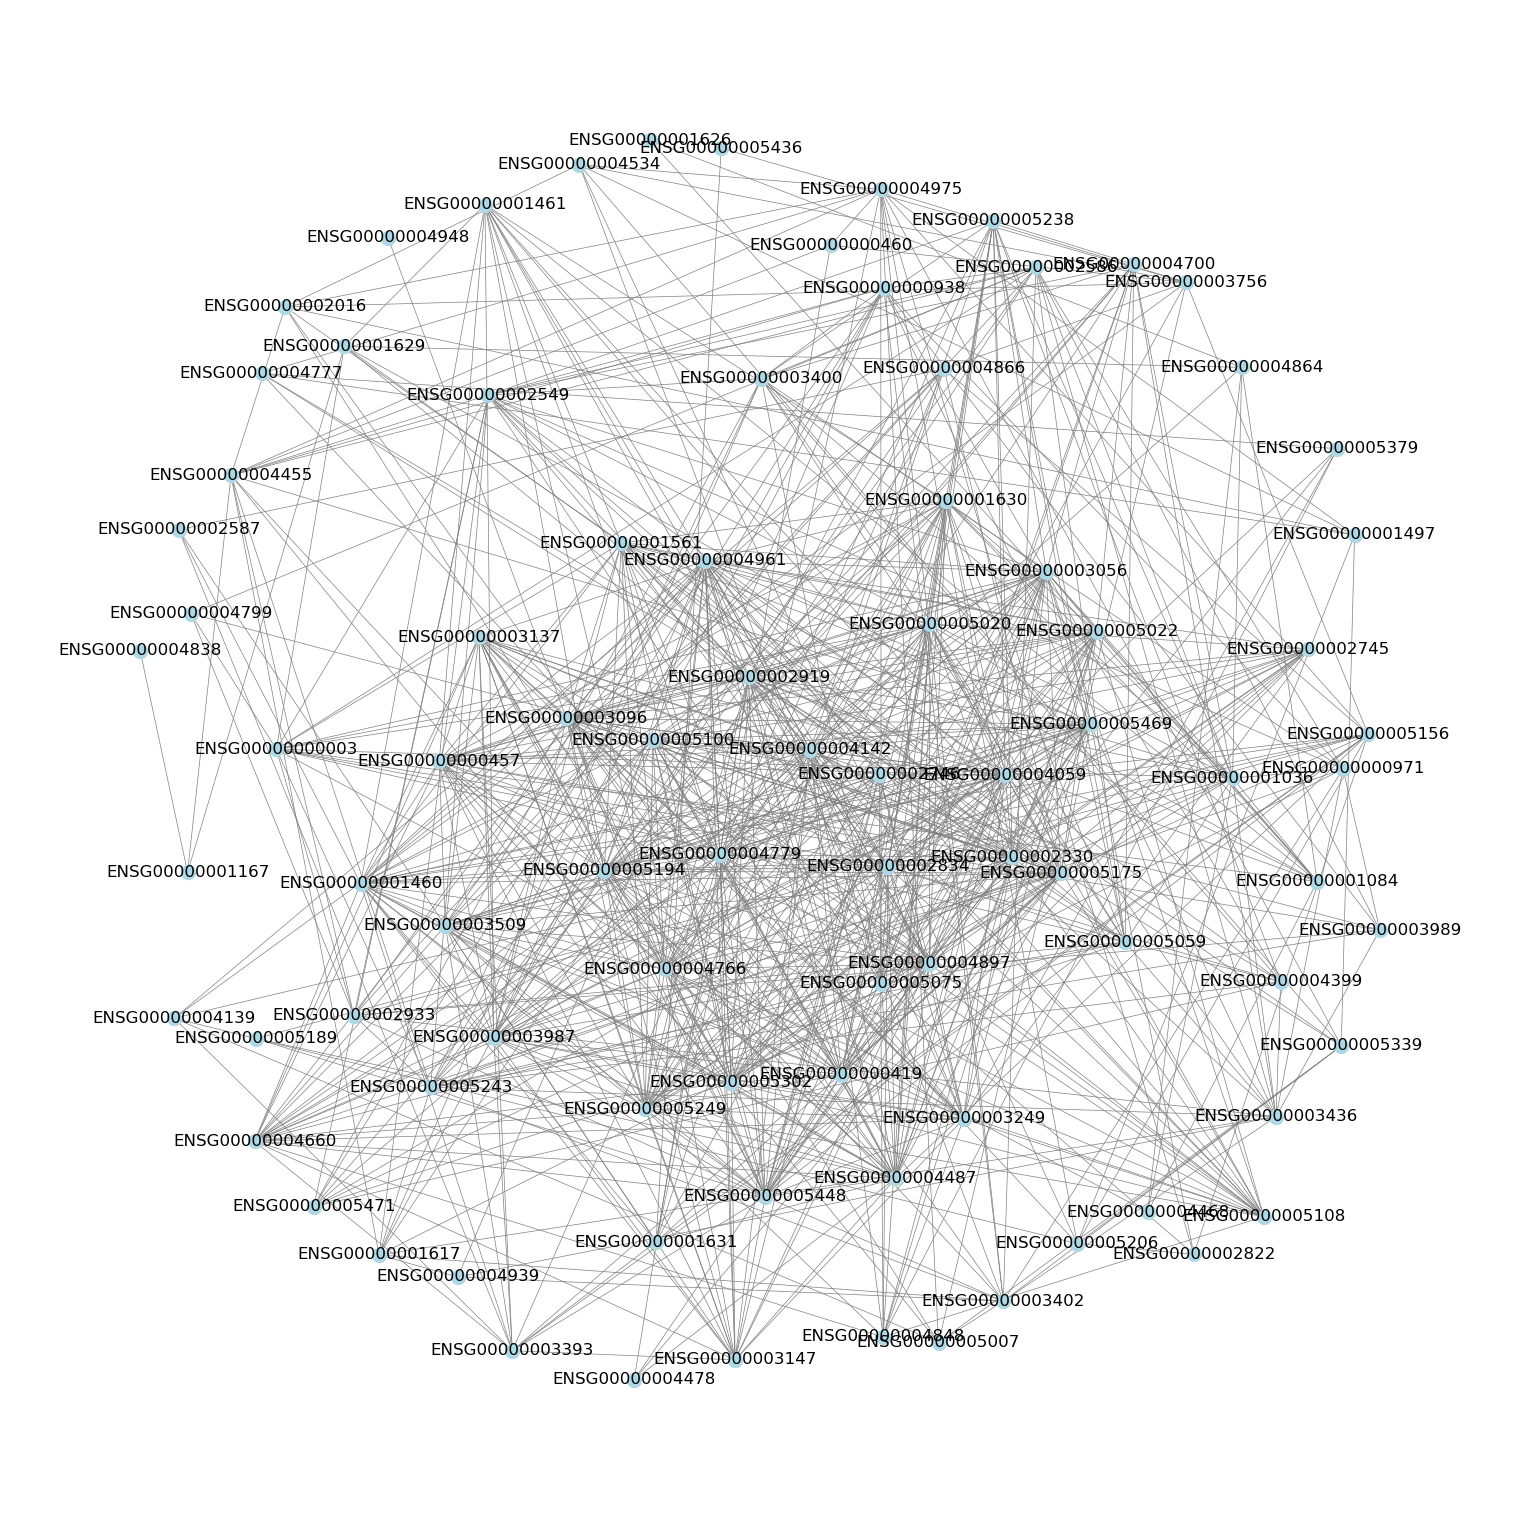 ENSG00000001626
ENSG00000005436
ENSG00000004534
ENSG00000004975
ENSG00000001461
ENSG00000005238
ENSG00000004948
ENSG00000000460
ENSG00000002586
ENSG00000004700
ENSG00000003756
ENSG00000000938
ENSG00000002016
ENSG00000001629
ENSG00000004866
ENSG00000004864
ENSG00000004777
ENSG00000003400
ENSG00000002549
ENSG00000005379
ENSG00000004455
ENSG00000001630
ENSG00000002587
ENSG00000001497
ENSG00000001561
ENSG00000004961
ENSG00000003056
ENSG00000004799
ENSG00000005020
ENSG00000005022
ENSG00000003137
ENSG00000004838
ENSG00000002745
ENSG00000002919
ENSG00000003096
ENSG00000005469
ENSG00000005156
ENSG00000005100
ENSG00000000003
ENSG00000004142
ENSG00000000457
ENSG00000000971
ENSG00000002746
ENSG00000004059
ENSG00000001036
ENSG00000004779
ENSG00000002330
ENSG00000002834
ENSG00000005194
ENSG00000001167
ENSG00000005175
ENSG00000001460
ENSG00000001084
ENSG00000003509
ENSG00000003989
ENSG00000005059
ENSG00000004897
ENSG00000004766
ENSG00000005075
ENSG00000004399
ENSG00000002933
ENSG00000004139
ENSG00000005189
ENSG00000003987
ENSG00000005339
ENSG00000000419
ENSG00000005302
ENSG00000005243
ENSG00000005249
ENSG00000003249
ENSG00000003436
ENSG00000004660
ENSG00000004487
ENSG00000005448
ENSG00000005471
ENSG00000004468
ENSG00000005108
ENSG00000001631
ENSG00000005206
ENSG00000001617
ENSG00000002822
ENSG00000004939
ENSG00000003402
ENSG00000004848
ENSG00000005007
ENSG00000003393
ENSG00000003147
ENSG00000004478